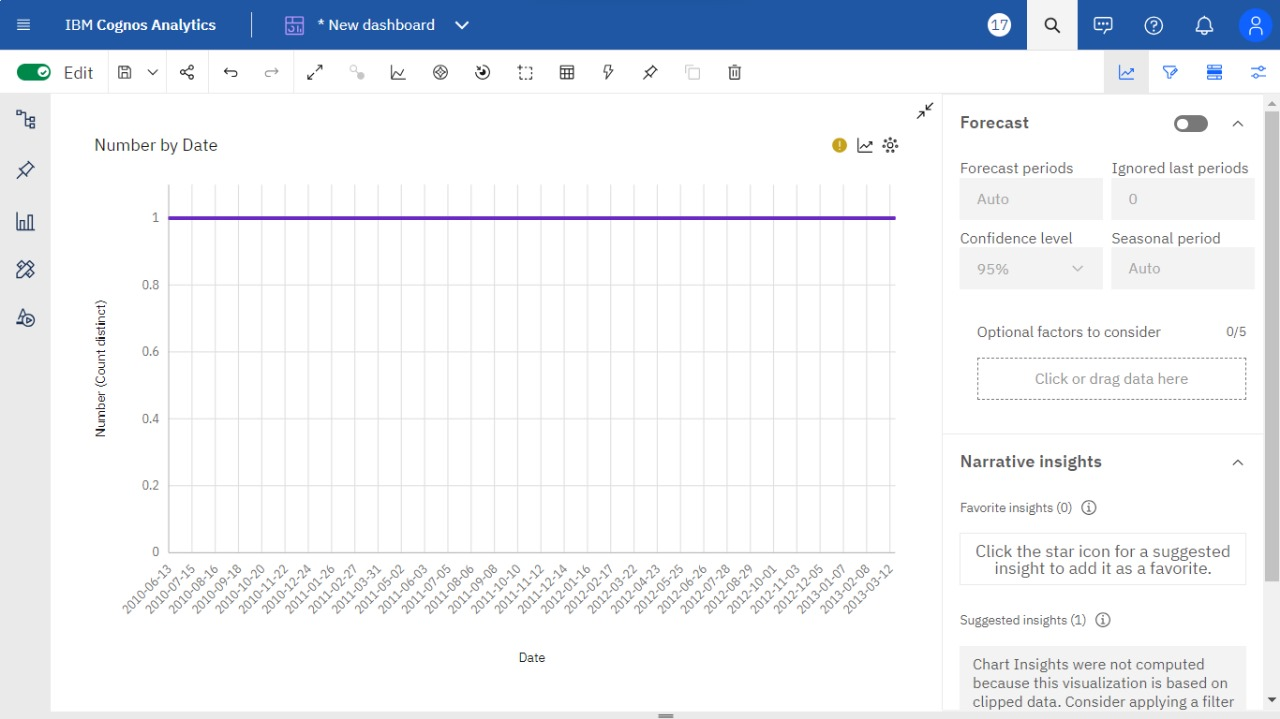 IBM Cognos Analytics
* New dashboard
17
Edit
Number by Date
Number (Count distinct)
1
0.8
0.6
0.4
0.2
0
2010-06-13
2010-07-15
2010-08-16
2010-09-18
2010-10-20
2010-11-22
2010-12-24
2011-01-26
2011-02-27
2011-03-31
2011-05-02
2011-06-03
2011-07-05
2011-08-06
2011-09-08
2011-10-10
2011-11-12
2011-12-14
2012-01-16
2012-02-17
2012-03-22
2012-04-23
2012-05-25
2012-06-26
2012-07-28
2012-08-29
2012-10-01
2012-11-03
2012-12-05
2013-01-07
2013-02-08
2013-03-12
Date
Forecast
Forecast periods
Ignored last periods
Auto
0
Confidence level
Seasonal period
95%
Auto
Optional factors to consider
0/5
Click or drag data here
Narrative insights
Favorite insights (0)
Click the star icon for a suggested
insight to add it as a favorite.
Suggested insights (1)
Chart Insights were not computed
because this visualization is based on
clipped data. Consider applying a filter